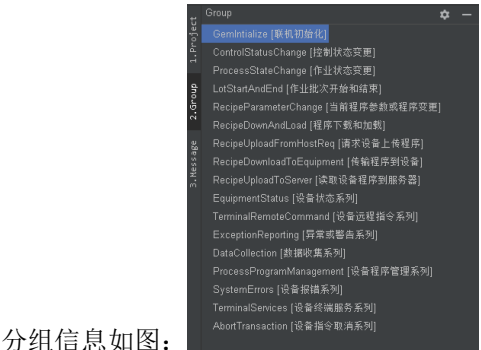 Group
1.Project
2.Group
3.Message
GemIntialize [联机初始化]
ControlStatusChange [控制状态变更]
ProcessStateChange [作业状态变更]
LotStartAndEnd [作业批次开始和结束]
RecipeParameterChange [当前程序参数或程序变更]
RecipeDownAndLoad [程序下载和加载]
RecipeUploadFromHostReq [请求设备上传程序]
RecipeDownloadToEquipment [传输程序到设备]
RecipeUploadToServer [读取设备程序到服务器]
EquipmentStatus [设备状态系列]
TerminalRemoteCommand [设备远程指令系列]
ExceptionReporting [异常或警告系列]
DataCollection [数据收集系列]
ProcessProgramManagement [设备程序管理系列]
SystemErrors [设备报错系列]
TerminalServices [设备终端服务系列]
AbortTransaction [设备指令取消系列]
分组信息如图：